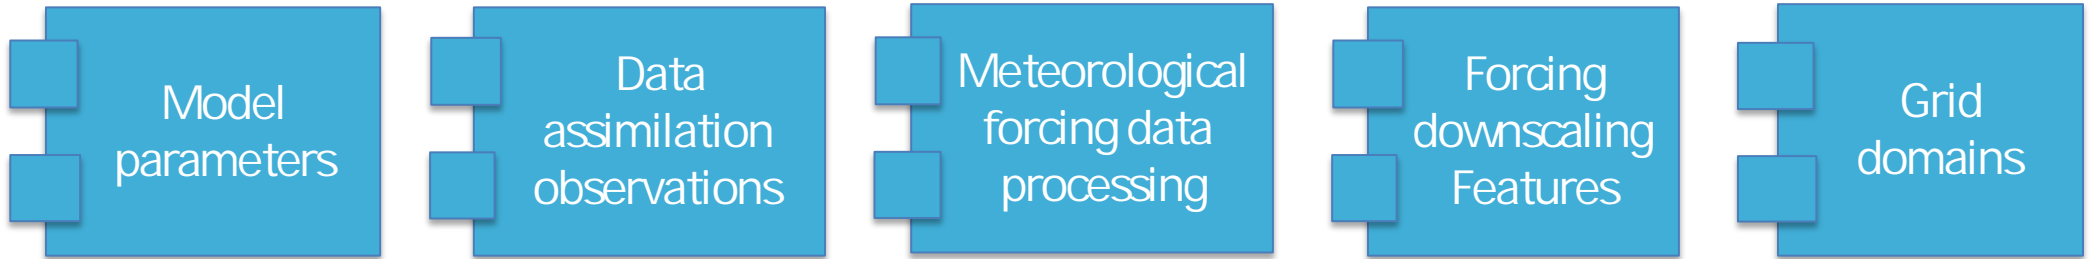 Model
parameters
Data
assimilation
observations
Meteorological
forcing data
processing
Forcing
downscaling
Features
Grid
domains